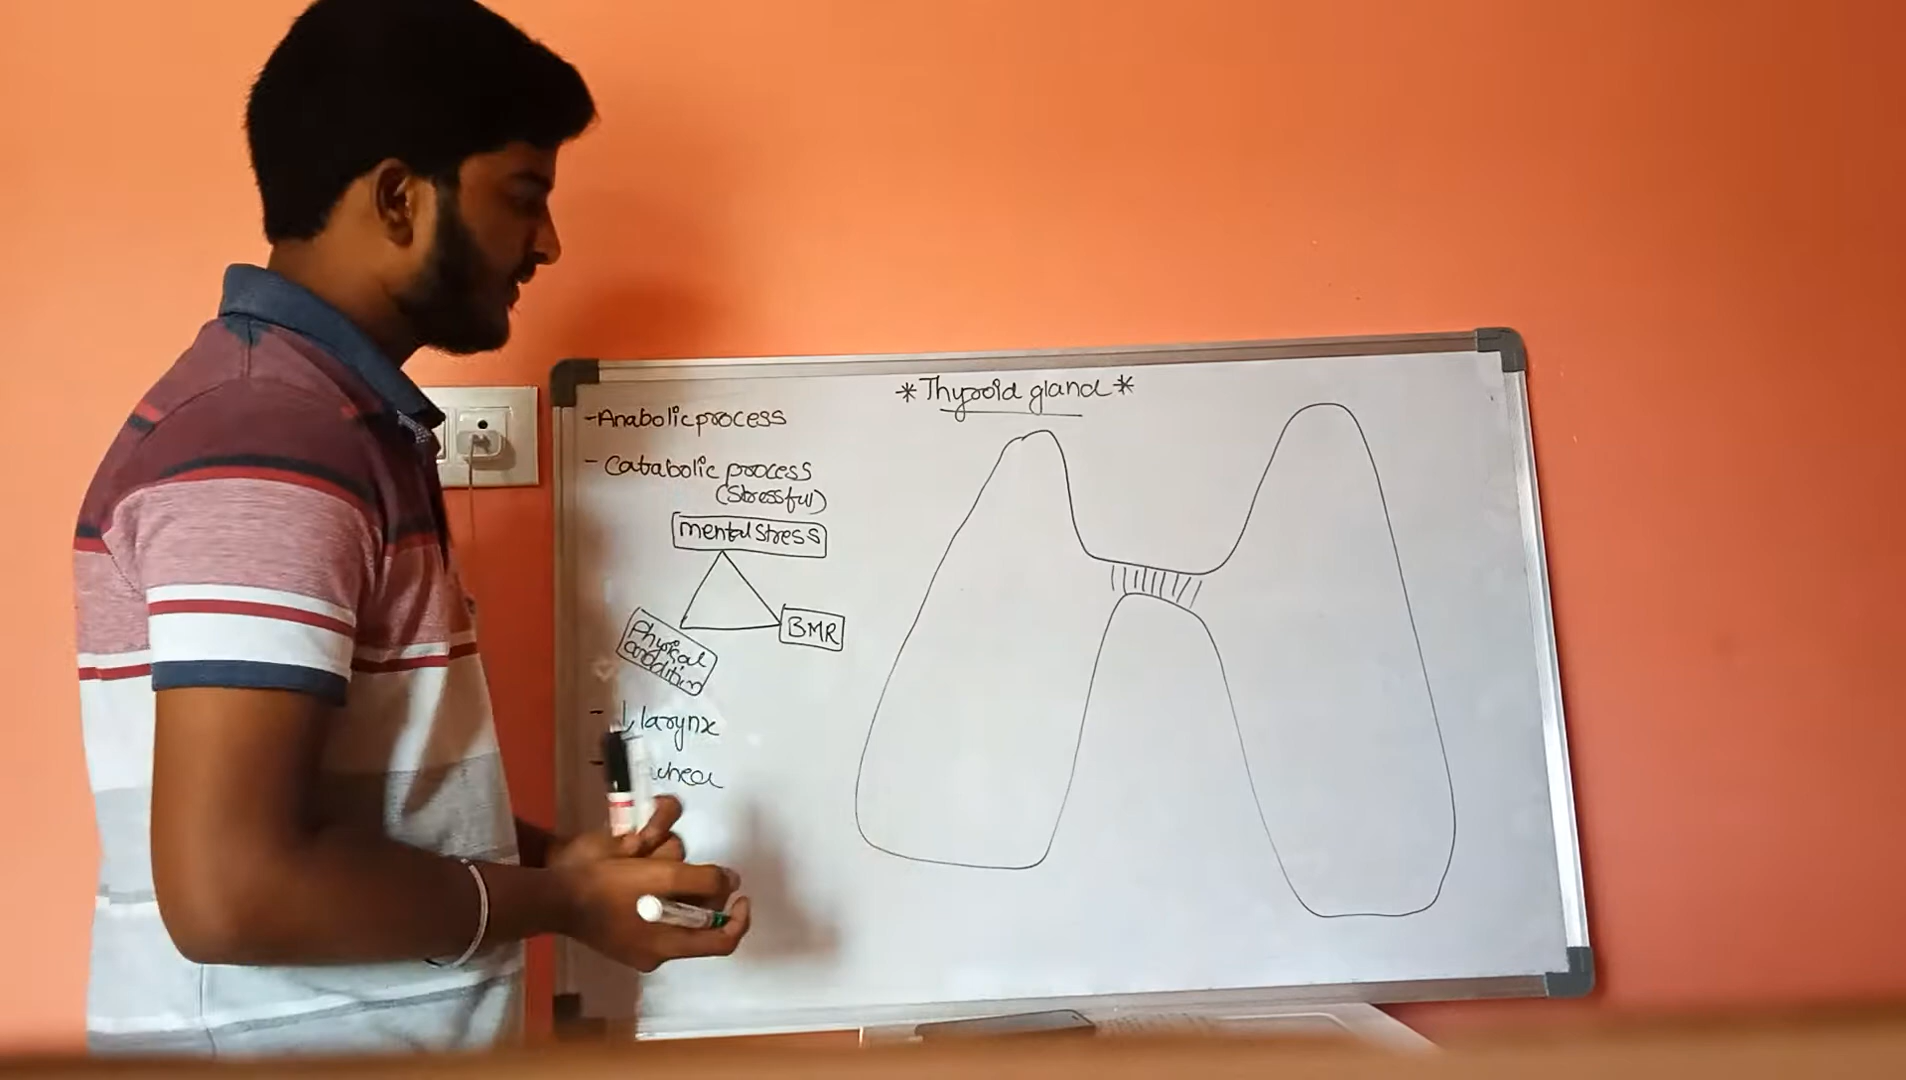 *Thyroid gland*
-Anabolic process
- Catabolic process
(Stressful)
mental stress
BMR
Physical
condition
- ↓ larynx
-